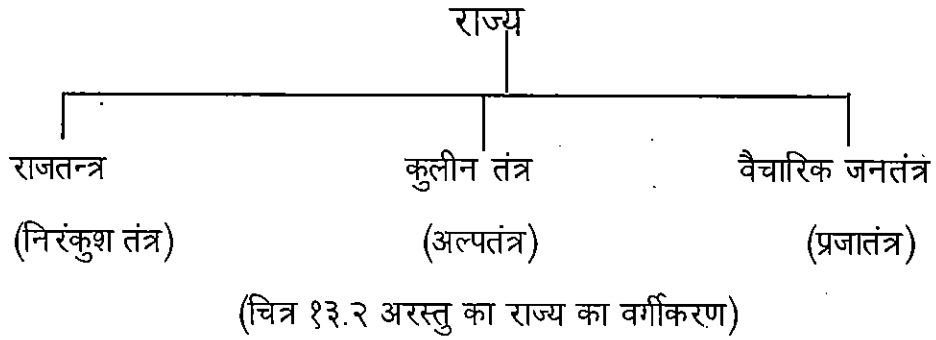 राज्य
राजतन्त्र कुलीन तंत्र वैचारिक जनतंत्र
(निरंकुश तंत्र) (अल्पतंत्र) (प्रजातंत्र)
(चित्र १३.२ अरस्तु का राज्य का वर्गीकरण)